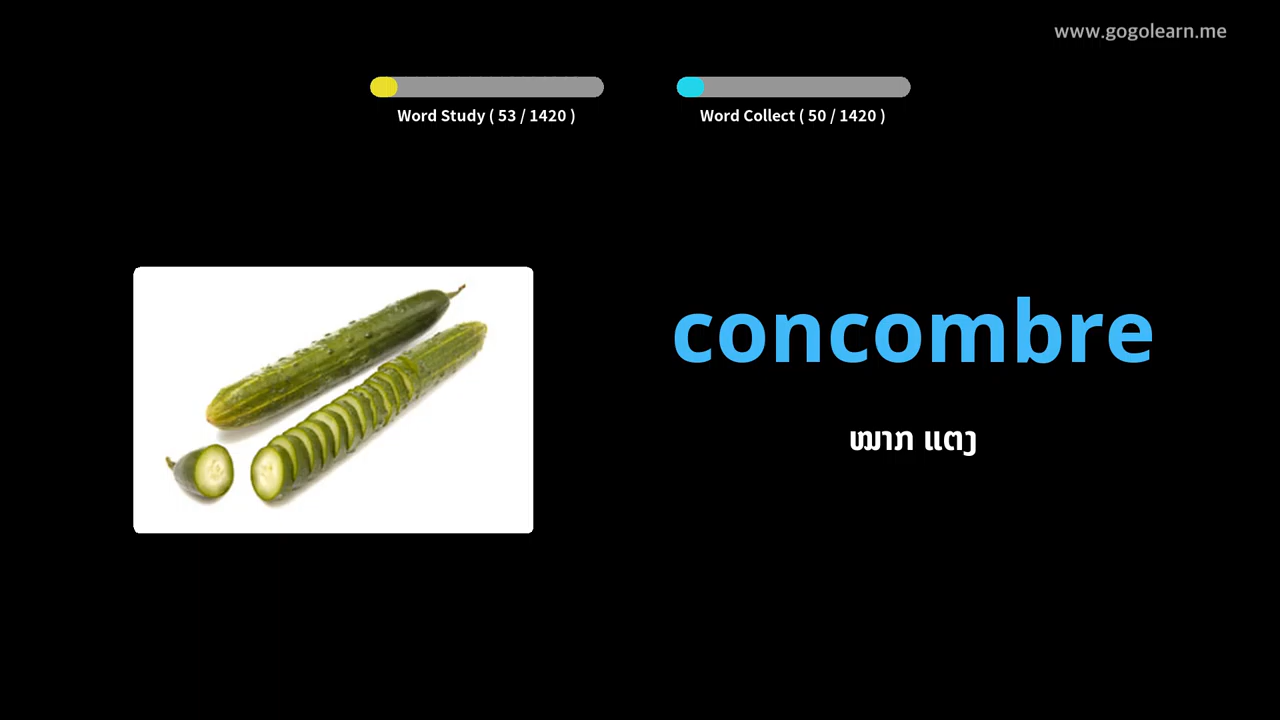 www.gogolearn.me
Word Study ( 53 / 1420 )
Word Collect ( 50 / 1420 )
concombre
ໝາກ ແຕງ